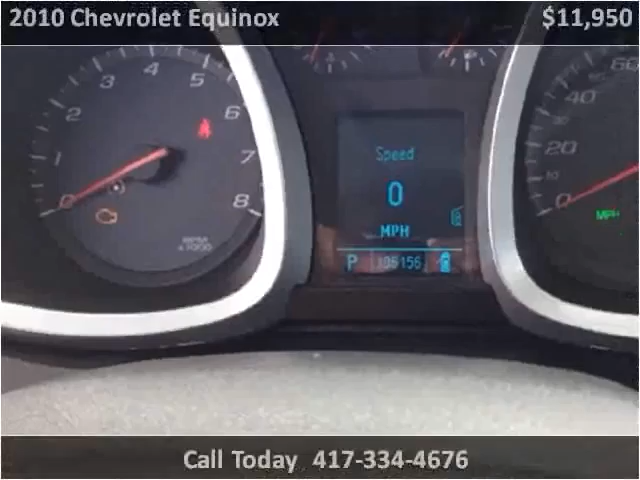 2010 Chevrolet Equinox $11,950
1 2 3 4 5 6 7 8
0
RPM
x1000
Speed
0
MPH
P 106156
0 20 40 60
MPH
Call Today 417-334-4676